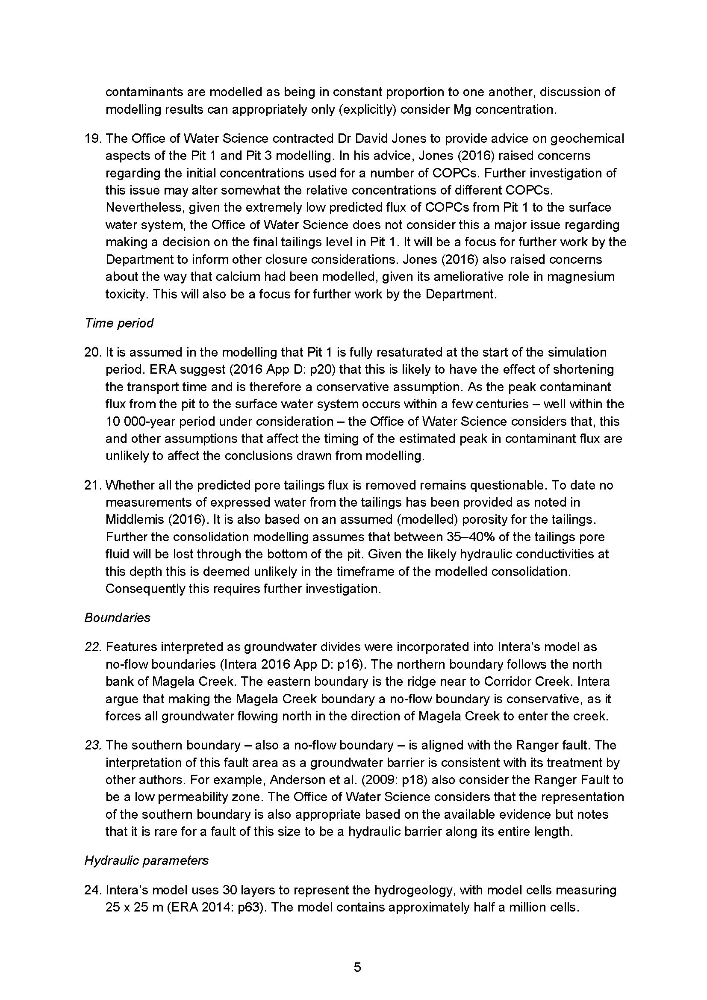 contaminants are modelled as being in constant proportion to one another, discussion of
modelling results can appropriately only (explicitly) consider Mg concentration.
19. The Office of Water Science contracted Dr David Jones to provide advice on geochemical
aspects of the Pit 1 and Pit 3 modelling. In his advice, Jones (2016) raised concerns
regarding the initial concentrations used for a number of COPCs. Further investigation of
this issue may alter somewhat the relative concentrations of different COPCs.
Nevertheless, given the extremely low predicted flux of COPCs from Pit 1 to the surface
water system, the Office of Water Science does not consider this a major issue regarding
making a decision on the final tailings level in Pit 1. It will be a focus for further work by the
Department to inform other closure considerations. Jones (2016) also raised concerns
about the way that calcium had been modelled, given its ameliorative role in magnesium
toxicity. This will also be a focus for further work by the Department.
Time period
20. It is assumed in the modelling that Pit 1 is fully resaturated at the start of the simulation
period. ERA suggest (2016 App D: p20) that this is likely to have the effect of shortening
the transport time and is therefore a conservative assumption. As the peak contaminant
flux from the pit to the surface water system occurs within a few centuries – well within the
10 000-year period under consideration – the Office of Water Science considers that, this
and other assumptions that affect the timing of the estimated peak in contaminant flux are
unlikely to affect the conclusions drawn from modelling.
21. Whether all the predicted pore tailings flux is removed remains questionable. To date no
measurements of expressed water from the tailings has been provided as noted in
Middlemis (2016). It is also based on an assumed (modelled) porosity for the tailings.
Further the consolidation modelling assumes that between 35–40% of the tailings pore
fluid will be lost through the bottom of the pit. Given the likely hydraulic conductivities at
this depth this is deemed unlikely in the timeframe of the modelled consolidation.
Consequently this requires further investigation.
Boundaries
22. Features interpreted as groundwater divides were incorporated into Intera's model as
no-flow boundaries (Intera 2016 App D: p16). The northern boundary follows the north
bank of Magela Creek. The eastern boundary is the ridge near to Corridor Creek. Intera
argue that making the Magela Creek boundary a no-flow boundary is conservative, as it
forces all groundwater flowing north in the direction of Magela Creek to enter the creek.
23. The southern boundary – also a no-flow boundary – is aligned with the Ranger fault. The
interpretation of this fault area as a groundwater barrier is consistent with its treatment by
other authors. For example, Anderson et al. (2009: p18) also consider the Ranger Fault to
be a low permeability zone. The Office of Water Science considers that the representation
of the southern boundary is also appropriate based on the available evidence but notes
that it is rare for a fault of this size to be a hydraulic barrier along its entire length.
Hydraulic parameters
24. Intera's model uses 30 layers to represent the hydrogeology, with model cells measuring
25 x 25 m (ERA 2014: p63). The model contains approximately half a million cells.
5